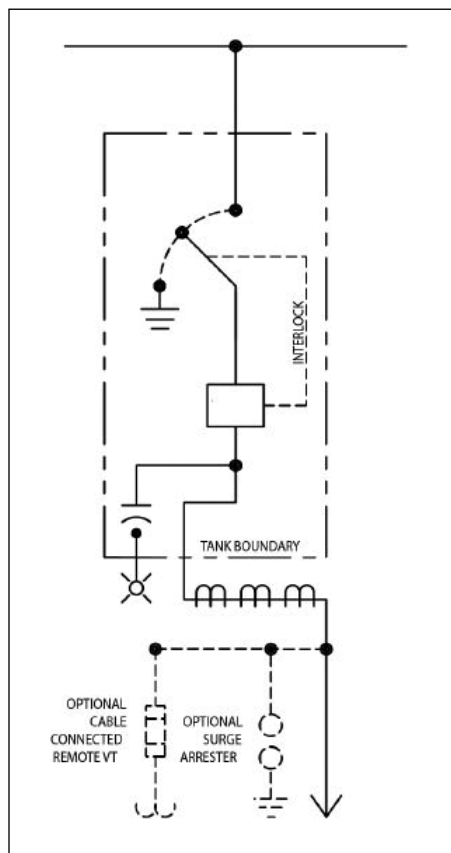 INTERLOCK
TANK BOUNDARY
OPTIONAL
CABLE
CONNECTED
REMOTE VT
OPTIONAL
SURGE
ARRESTER